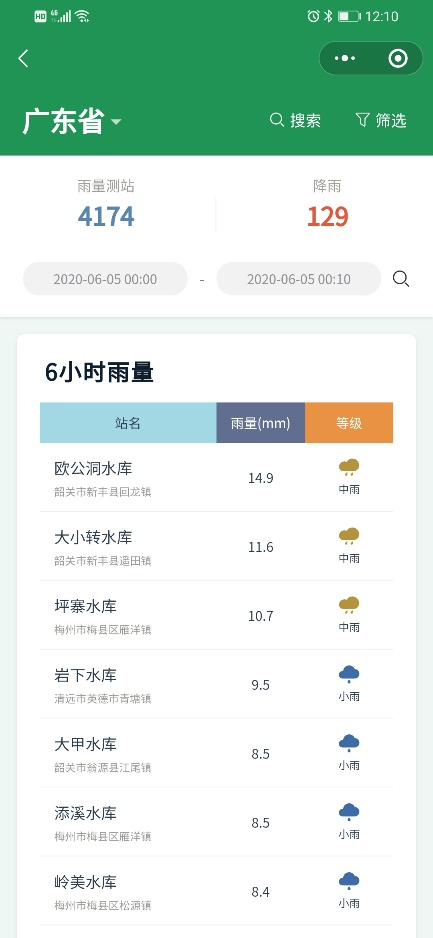 HD 4G 12:10
广东省 搜索 筛选
雨量测站 降雨
4174 129
2020-06-05 00:00 - 2020-06-05 00:10
6小时雨量
站名 雨量(mm) 等级
欧公洞水库 14.9 中雨
韶关市新丰县回龙镇
大小转水库 11.6 中雨
韶关市新丰县遥田镇
坪寨水库 10.7 中雨
梅州市梅县区雁洋镇
岩下水库 9.5 小雨
清远市英德市青塘镇
大甲水库 8.5 小雨
韶关市翁源县江尾镇
添溪水库 8.5 小雨
梅州市梅县区雁洋镇
岭美水库 8.4 小雨
梅州市梅县区松源镇